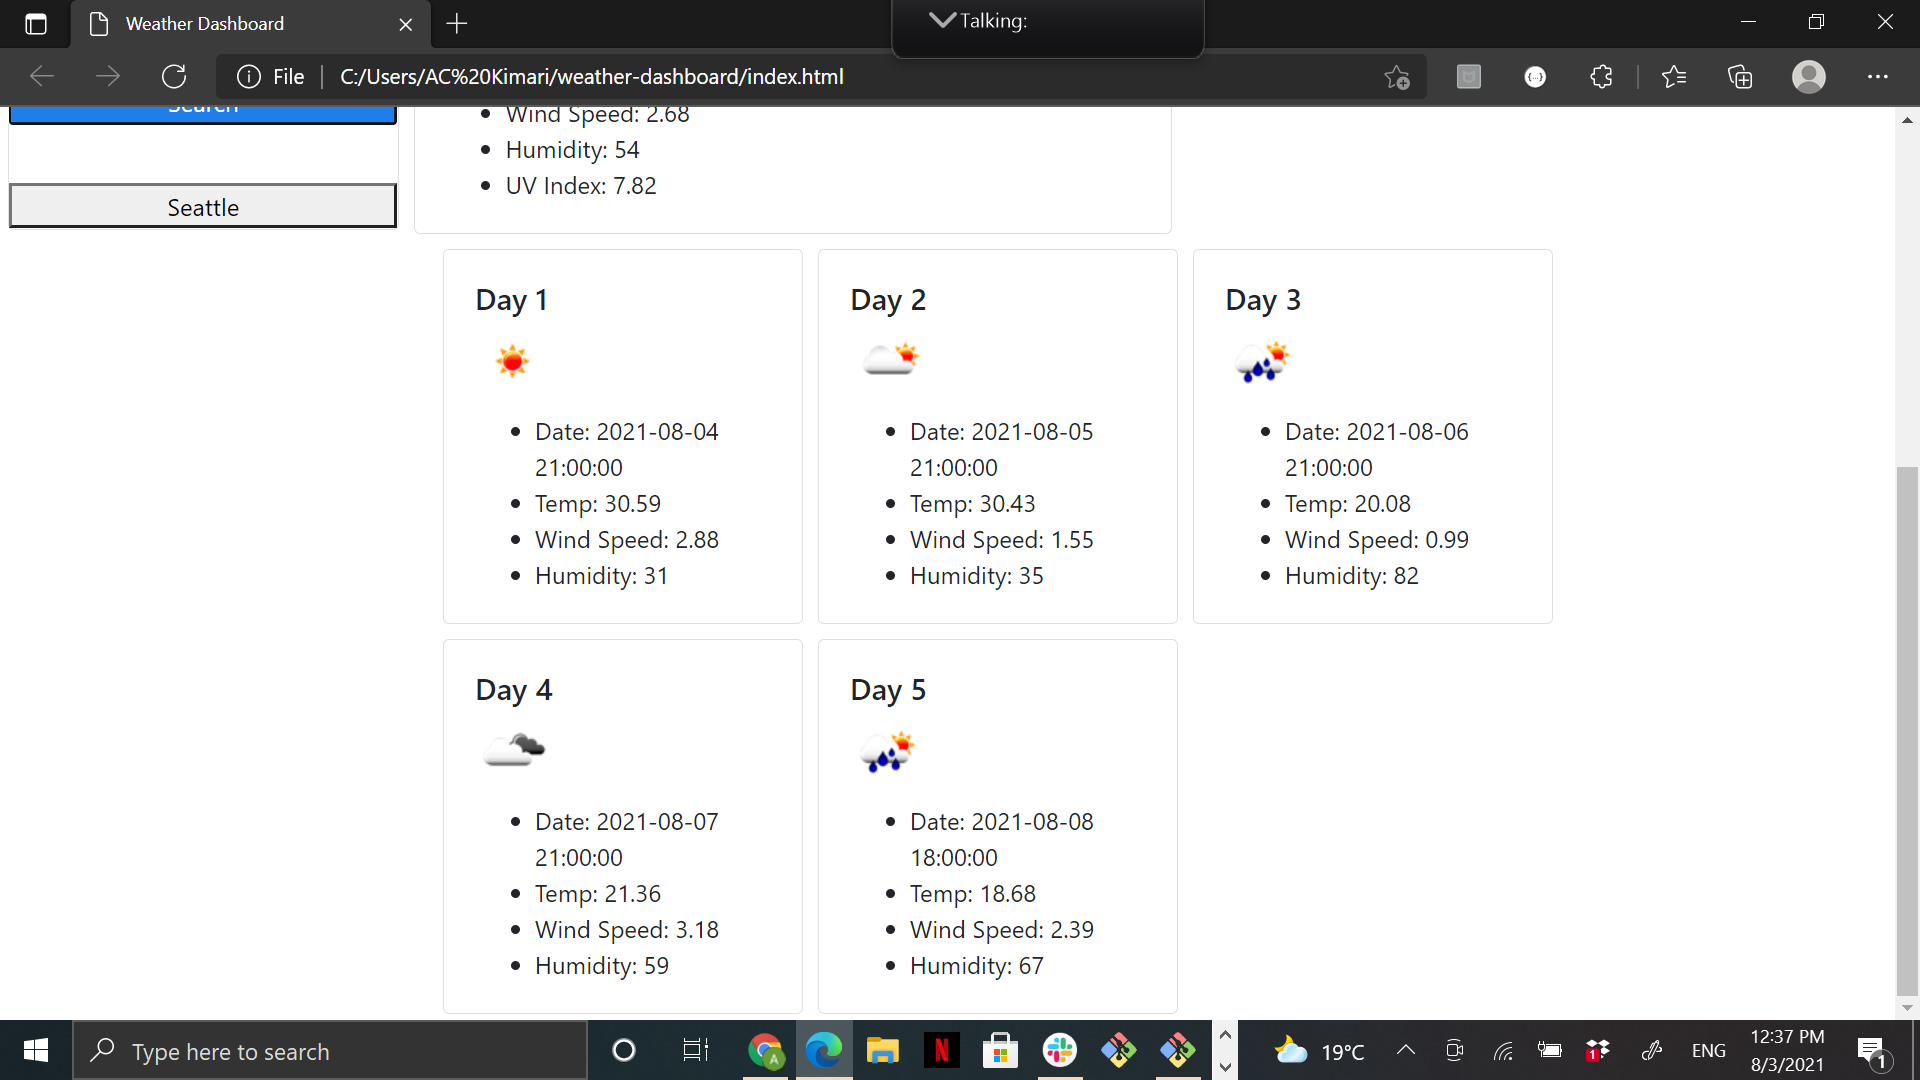 Weather Dashboard
Talking:
File
C:/Users/AC%20Kimari/weather-dashboard/index.html
Search
Seattle
Wind Speed: 2.68
Humidity: 54
UV Index: 7.82
Day 1
Date: 2021-08-04
21:00:00
Temp: 30.59
Wind Speed: 2.88
Humidity: 31
Day 2
Date: 2021-08-05
21:00:00
Temp: 30.43
Wind Speed: 1.55
Humidity: 35
Day 3
Date: 2021-08-06
21:00:00
Temp: 20.08
Wind Speed: 0.99
Humidity: 82
Day 4
Date: 2021-08-07
21:00:00
Temp: 21.36
Wind Speed: 3.18
Humidity: 59
Day 5
Date: 2021-08-08
18:00:00
Temp: 18.68
Wind Speed: 2.39
Humidity: 67
Type here to search
A
N
19°C
1
ENG
12:37 PM
8/3/2021
1